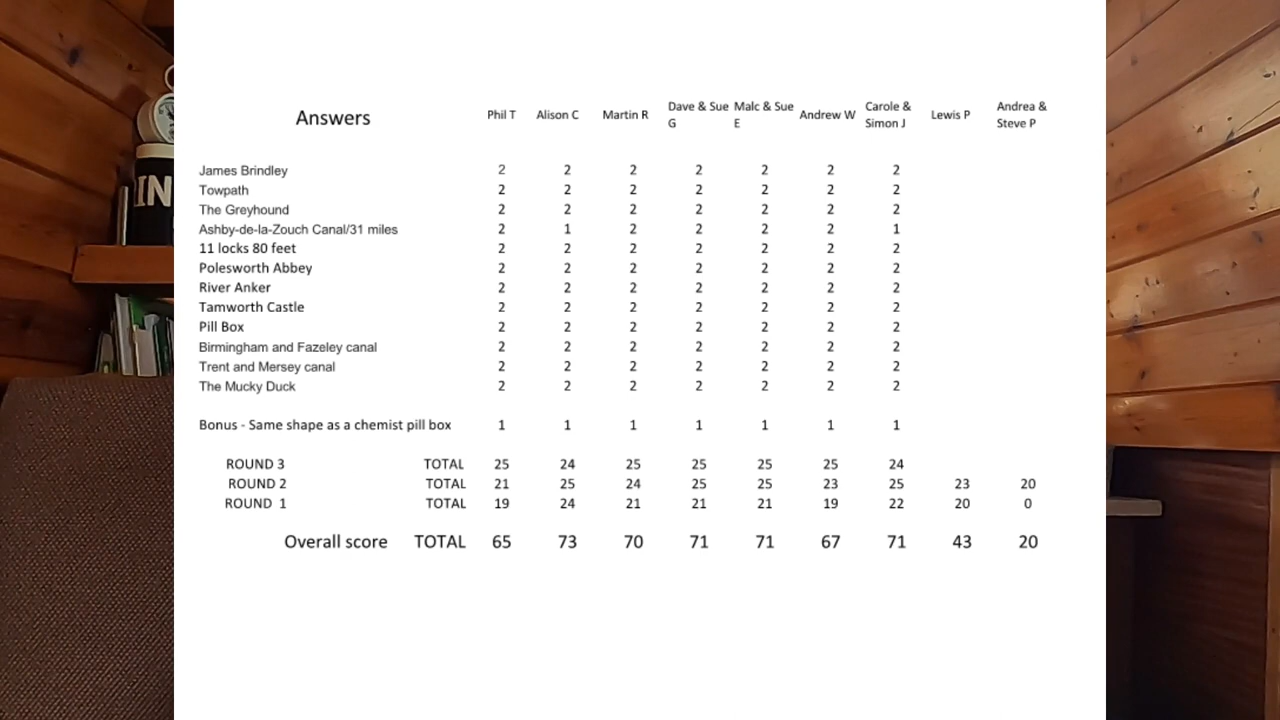 Answers Phil T Alison C Martin R Dave & Sue G Malc & Sue E Andrew W Carole & Simon J Lewis P Andrea & Steve P
James Brindley 2 2 2 2 2 2 2
Towpath 2 2 2 2 2 2 2
The Greyhound 2 2 2 2 2 2 2
Ashby-de-la-Zouch Canal/31 miles 2 1 2 2 2 2 1
11 locks 80 feet 2 2 2 2 2 2 2
Polesworth Abbey 2 2 2 2 2 2 2
River Anker 2 2 2 2 2 2 2
Tamworth Castle 2 2 2 2 2 2 2
Pill Box 2 2 2 2 2 2 2
Birmingham and Fazeley canal 2 2 2 2 2 2 2
Trent and Mersey canal 2 2 2 2 2 2 2
The Mucky Duck 2 2 2 2 2 2 2
Bonus - Same shape as a chemist pill box 1 1 1 1 1 1 1
ROUND 3 TOTAL 25 24 25 25 25 25 24
ROUND 2 TOTAL 21 25 24 25 25 23 25 23 20
ROUND 1 TOTAL 19 24 21 21 21 19 22 20 0
Overall score TOTAL 65 73 70 71 71 67 71 43 20
IN